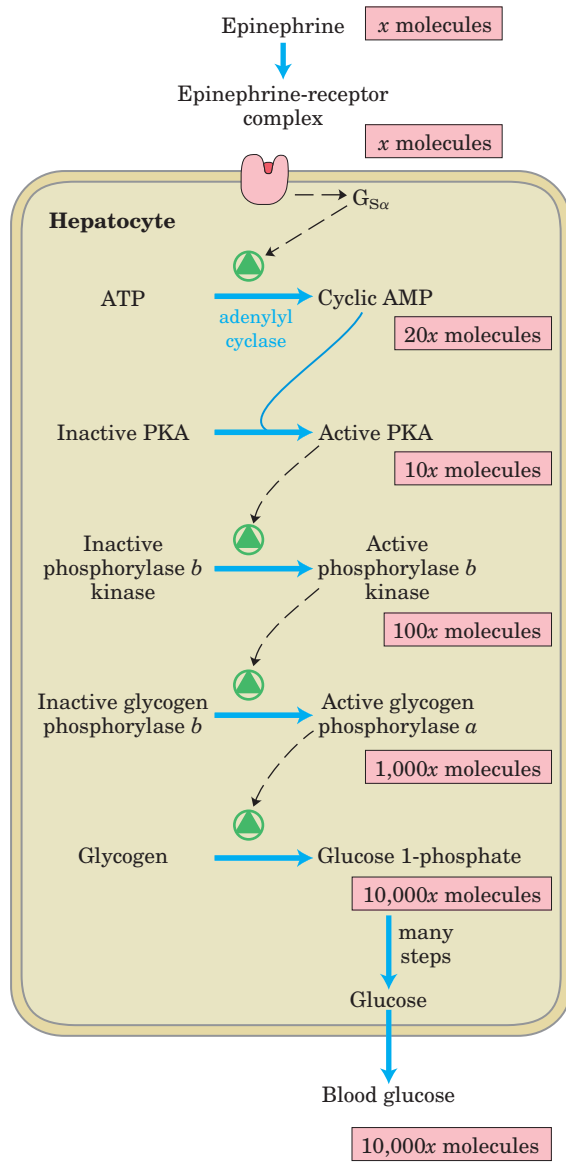 Epinephrine
x molecules
Epinephrine-receptor
complex
x molecules
GSα
Hepatocyte
ATP
Cyclic AMP
adenylyl
cyclase
20x molecules
Inactive PKA
Active PKA
10x molecules
Inactive
phosphorylase b
kinase
Active
phosphorylase b
kinase
100x molecules
Inactive glycogen
phosphorylase b
Active glycogen
phosphorylase a
1,000x molecules
Glycogen
Glucose 1-phosphate
10,000x molecules
many
steps
Glucose
Blood glucose
10,000x molecules